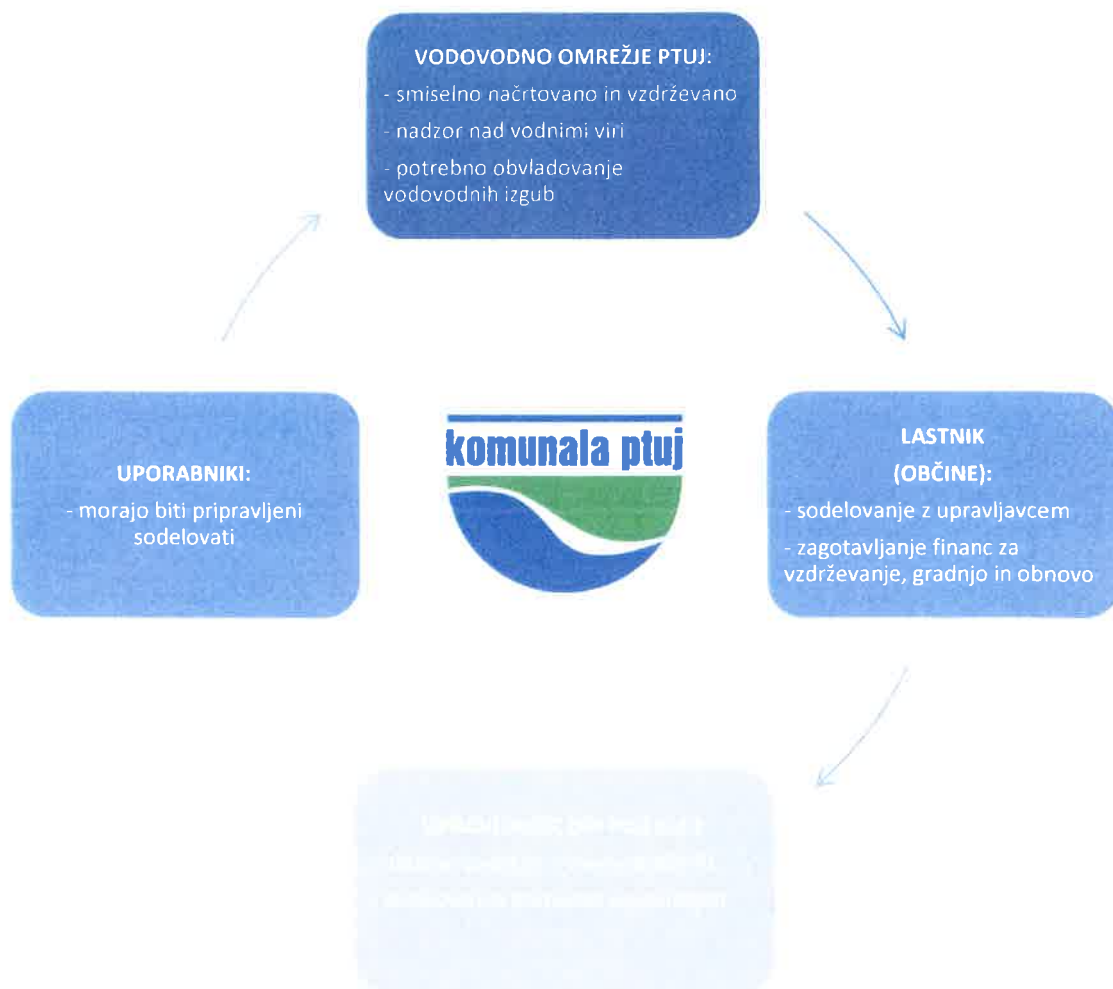 VODOVODNO OMREŽJE PTUJ:
- smiselno načrtovano in vzdrževano
- nadzor nad vodnimi viri
- potrebno obvladovanje
vodovodnih izgub
UPORABNIKI:
- morajo biti pripravljeni
sodelovati
komunala ptuj
LASTNIK
(OBČINE):
- sodelovanje z upravljavcem
- zagotavljanje financ za
vzdrževanje, gradnjo in obnovo